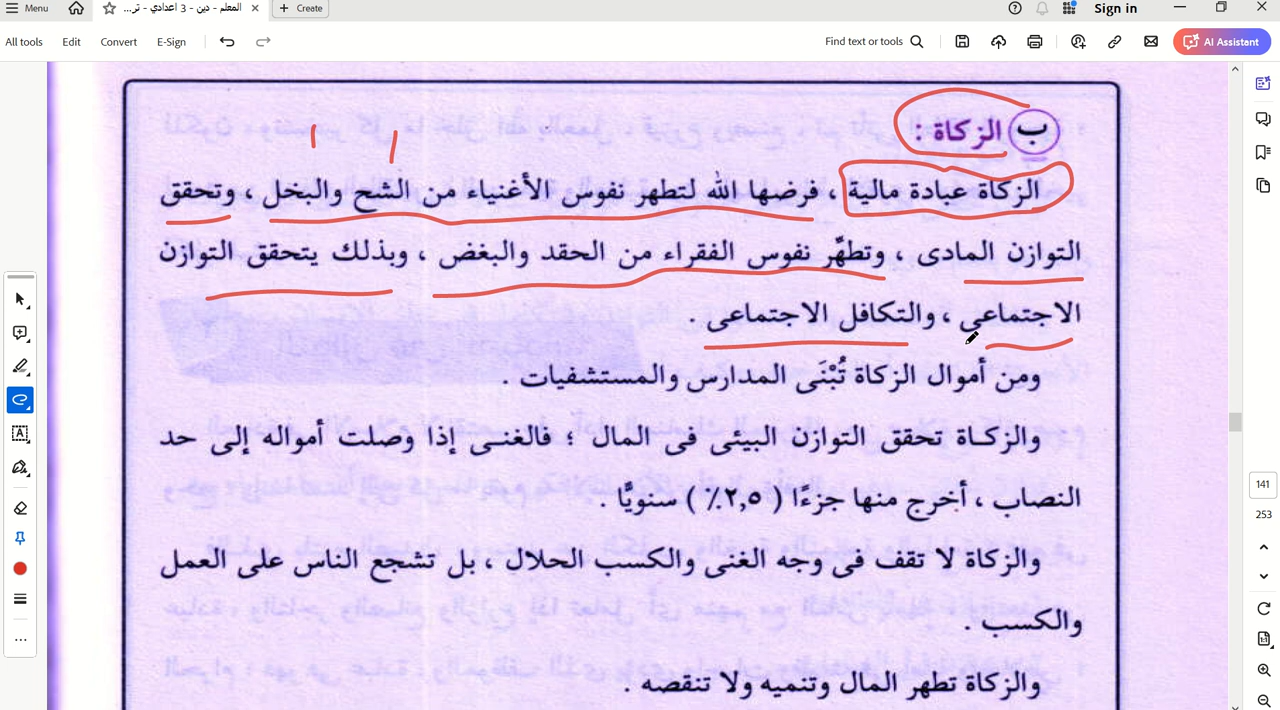 Menu
المعلم - دين - 3 اعدادي - تر...
Create
Sign in
All tools
Edit
Convert
E-Sign
Find text or tools
AI Assistant
ب الزكاة :
الزكاة عبادة مالية ، فرضها الله لتطهر نفوس الأغنياء من الشح والبخل ، وتحقق
التوازن المادى ، وتطهِّر نفوس الفقراء من الحقد والبغض ، وبذلك يتحقق التوازن
الاجتماعى ، والتكافل الاجتماعى .
ومن أموال الزكاة تُبْنَى المدارس والمستشفيات .
والزكاة تحقق التوازن البيئى فى المال ؛ فالغنى إذا وصلت أمواله إلى حد
النصاب ، أخرج منها جزءًا ( ٢,٥٪ ) سنويًّا .
والزكاة لا تقف فى وجه الغنى والكسب الحلال ، بل تشجع الناس على العمل
والكسب .
والزكاة تطهر المال وتنميه ولا تنقصه .
141
253